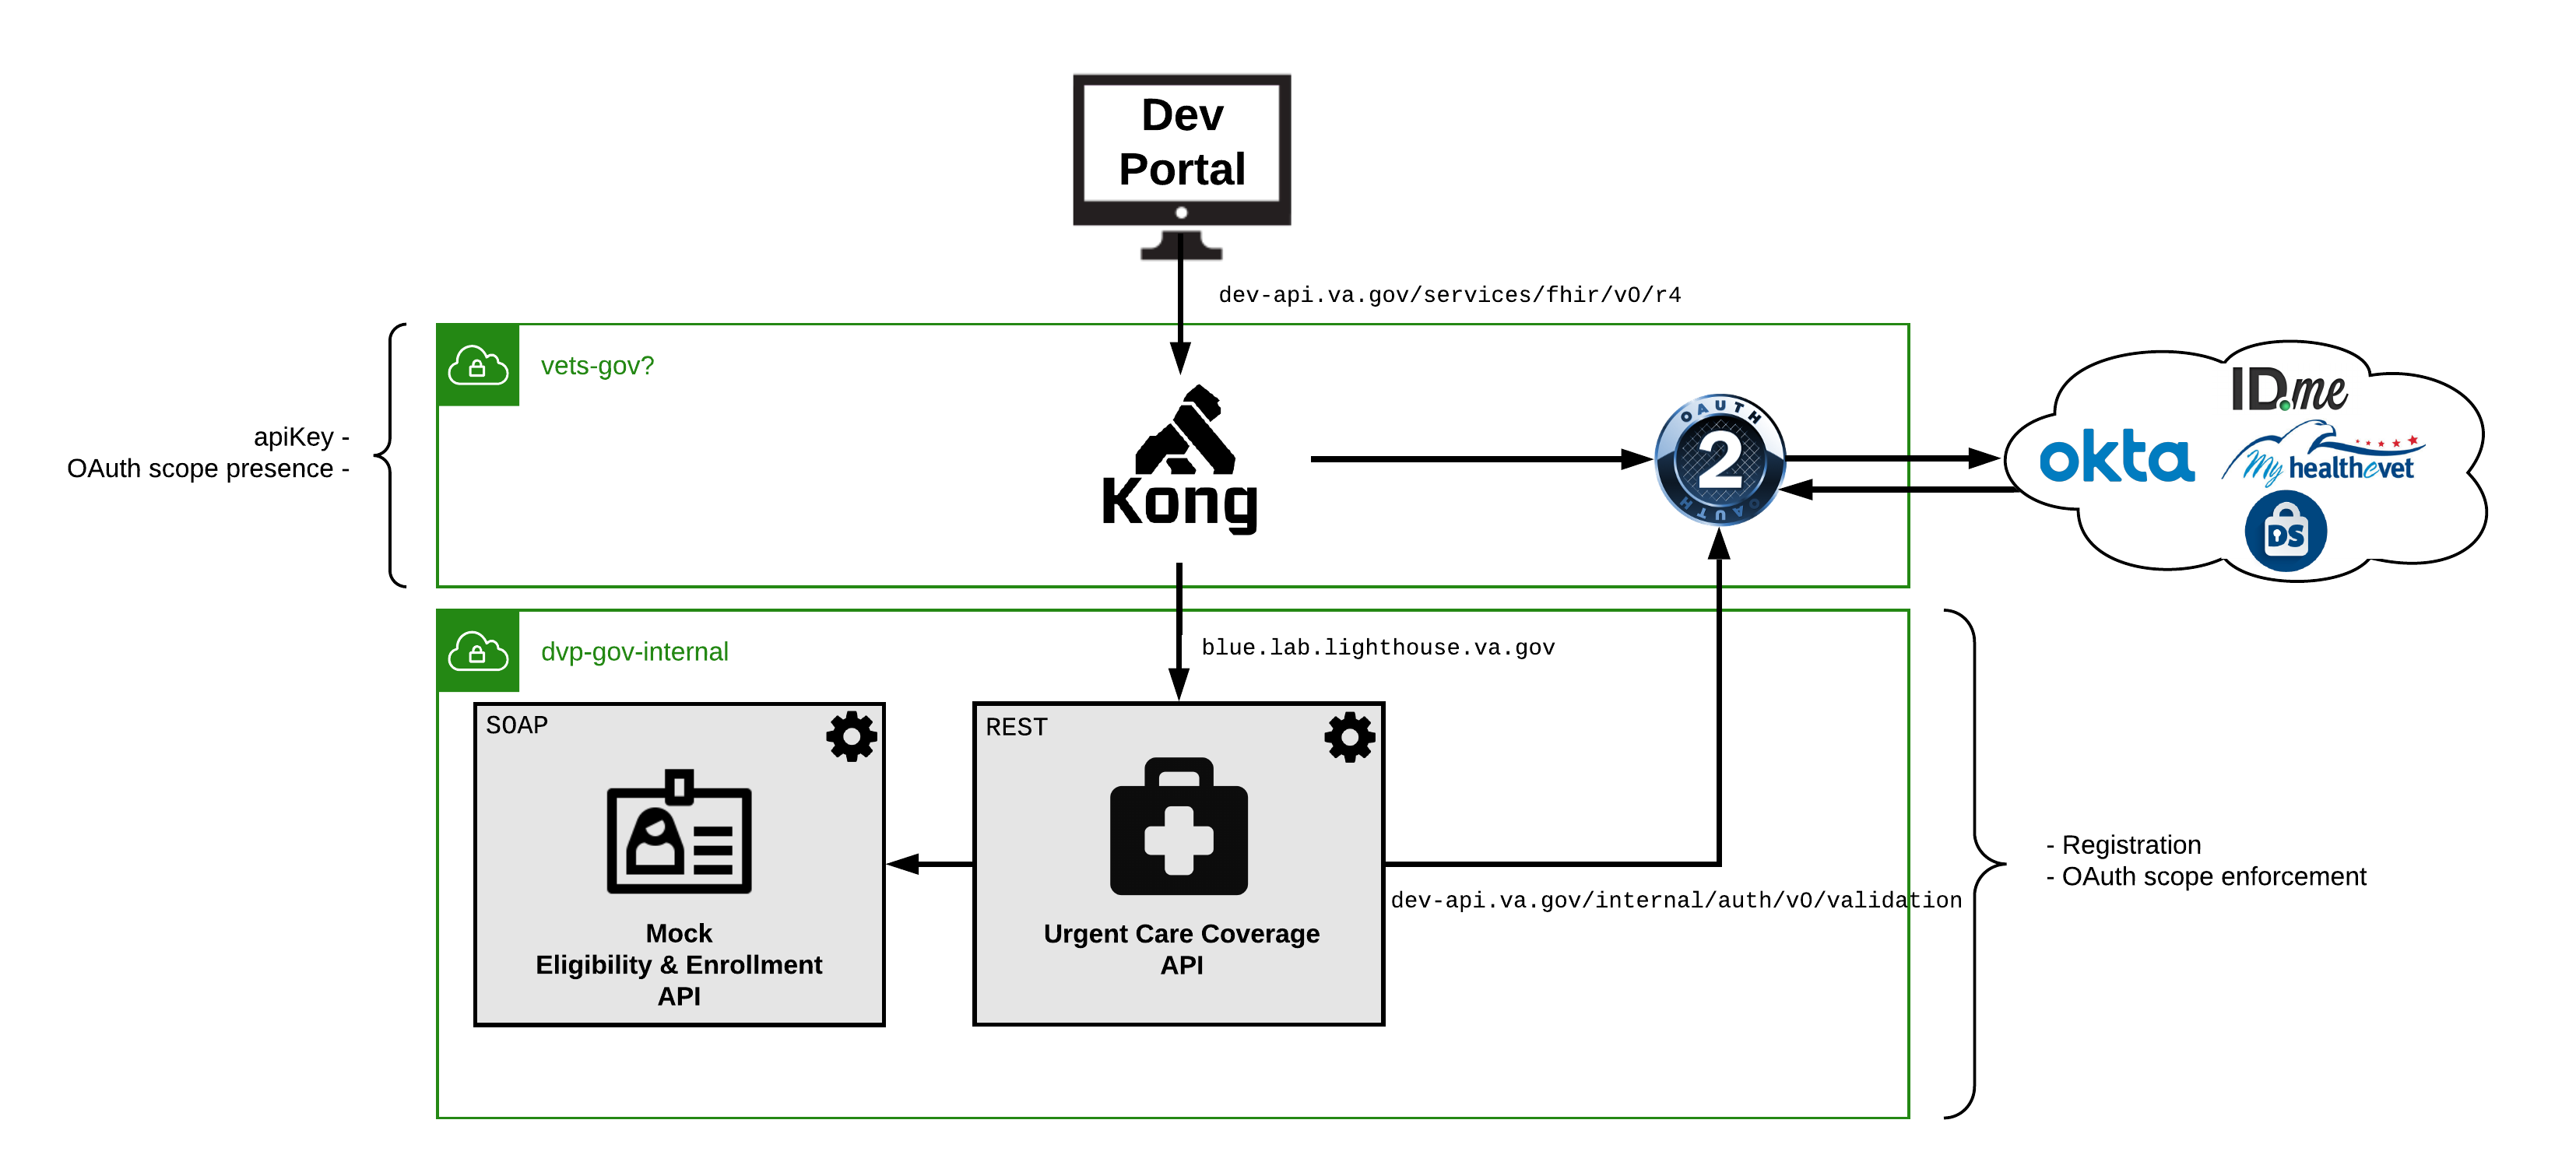 Dev
Portal
dev-api.va.gov/services/fhir/v0/r4
vets-gov?
apiKey -
OAuth scope presence -
Kong
OAUTH
2
OAUTH
ID.me
okta
My healthevet
DS
dvp-gov-internal
blue.lab.lighthouse.va.gov
SOAP
REST
Mock
Eligibility & Enrollment
API
Urgent Care Coverage
API
dev-api.va.gov/internal/auth/v0/validation
- Registration
- OAuth scope enforcement